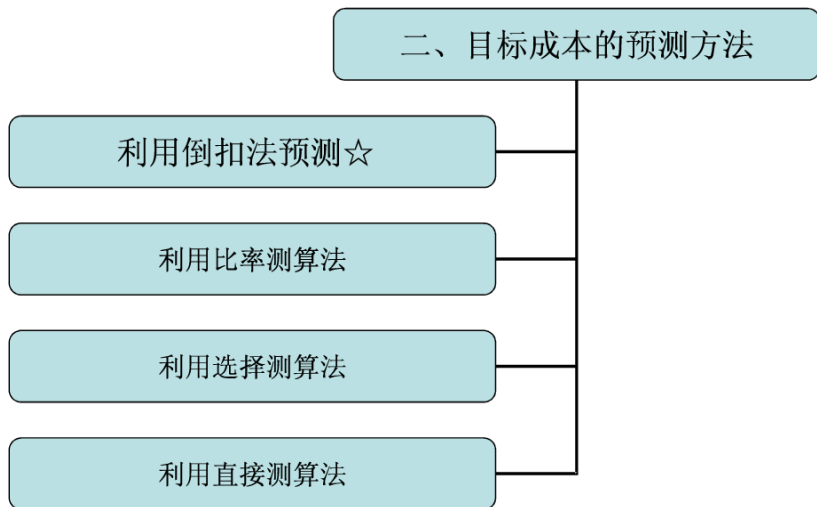 二、目标成本的预测方法
利用倒扣法预测☆
利用比率测算法
利用选择测算法
利用直接测算法